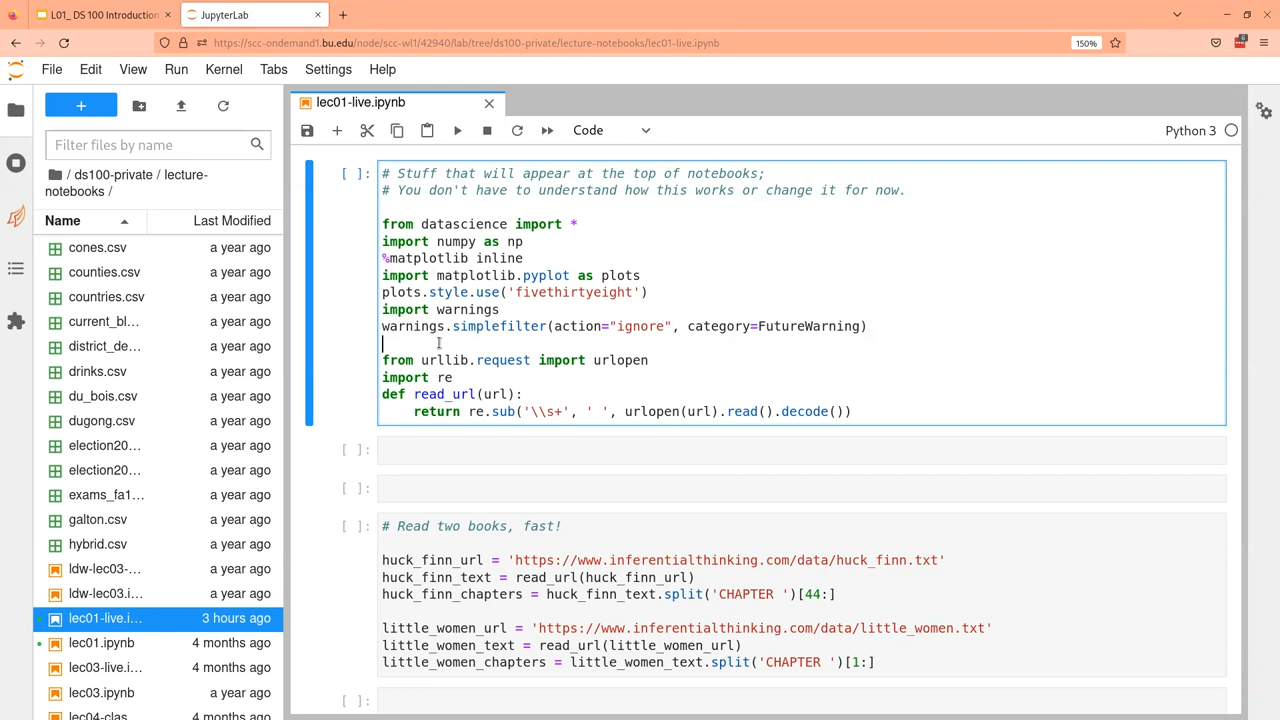 L01_ DS 100 Introduction
JupyterLab
https://scc-ondemand1.bu.edu/node/scc-wl1/42940/lab/tree/ds100-private/lecture-notebooks/lec01-live.ipynb
150%
6
File Edit View Run Kernel Tabs Settings Help
lec01-live.ipynb
Code
Python 3
Filter files by name
/ ds100-private / lecture-
notebooks /
Name Last Modified
cones.csv a year ago
counties.csv a year ago
countries.csv a year ago
current_bl… a year ago
district_de… a year ago
drinks.csv a year ago
du_bois.csv a year ago
dugong.csv a year ago
election20… a year ago
election20… a year ago
exams_fa1… a year ago
galton.csv a year ago
hybrid.csv a year ago
ldw-lec03-… a year ago
ldw-lec03.i… a year ago
lec01-live.i… 3 hours ago
lec01.ipynb 4 months ago
lec03-live.i… 4 months ago
lec03.ipynb a year ago
lec04-clas 4 months ago
[ ]:
# Stuff that will appear at the top of notebooks;
# You don't have to understand how this works or change it for now.
from datascience import *
import numpy as np
%matplotlib inline
import matplotlib.pyplot as plots
plots.style.use('fivethirtyeight')
import warnings
warnings.simplefilter(action="ignore", category=FutureWarning)
from urllib.request import urlopen
import re
def read_url(url):
    return re.sub('\\s+', ' ', urlopen(url).read().decode())
[ ]:
[ ]:
[ ]:
# Read two books, fast!
huck_finn_url = 'https://www.inferentialthinking.com/data/huck_finn.txt'
huck_finn_text = read_url(huck_finn_url)
huck_finn_chapters = huck_finn_text.split('CHAPTER ')[44:]
little_women_url = 'https://www.inferentialthinking.com/data/little_women.txt'
little_women_text = read_url(little_women_url)
little_women_chapters = little_women_text.split('CHAPTER ')[1:]
[ ]: